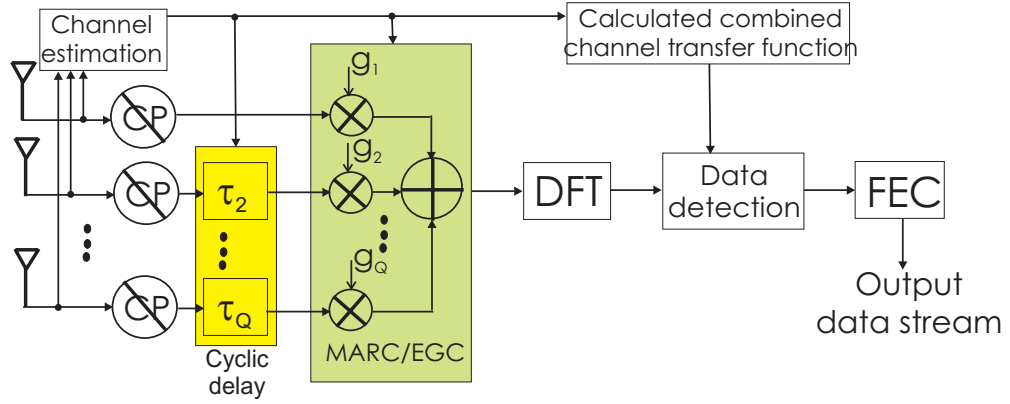 Channel
estimation
Calculated combined
channel transfer function
g₁
CP
g₂
CP
τ₂
DFT
Data
detection
FEC
gQ
CP
τQ
Output
data stream
MARC/EGC
Cyclic
delay